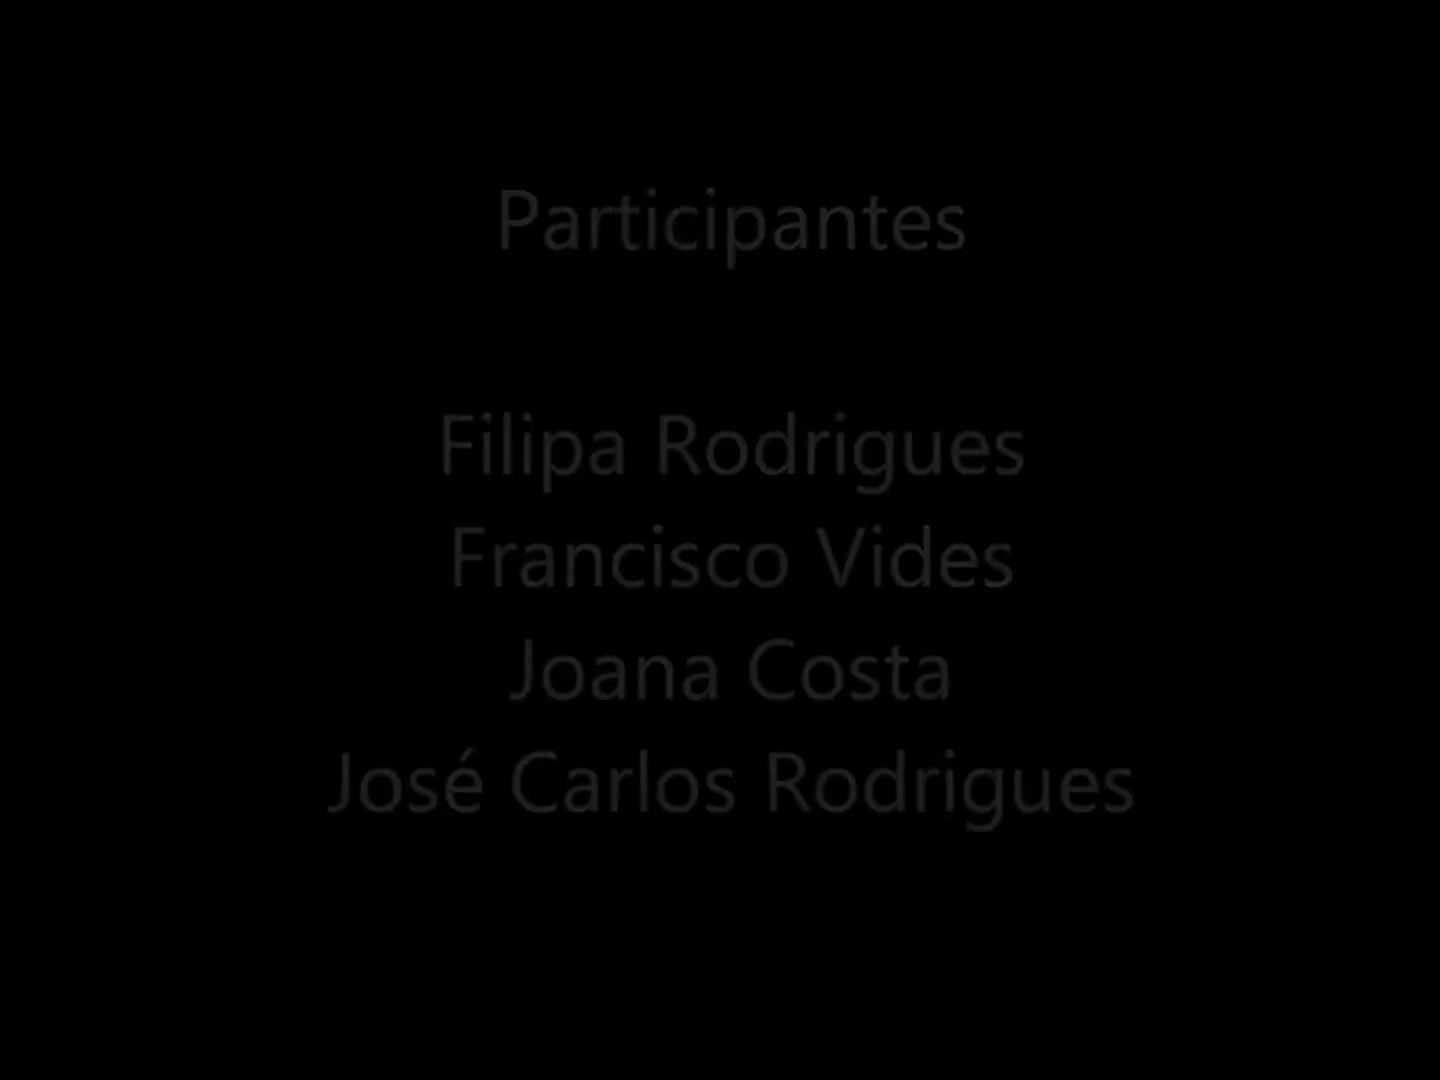 Participantes
Filipa Rodrigues
Francisco Vides
Joana Costa
José Carlos Rodrigues